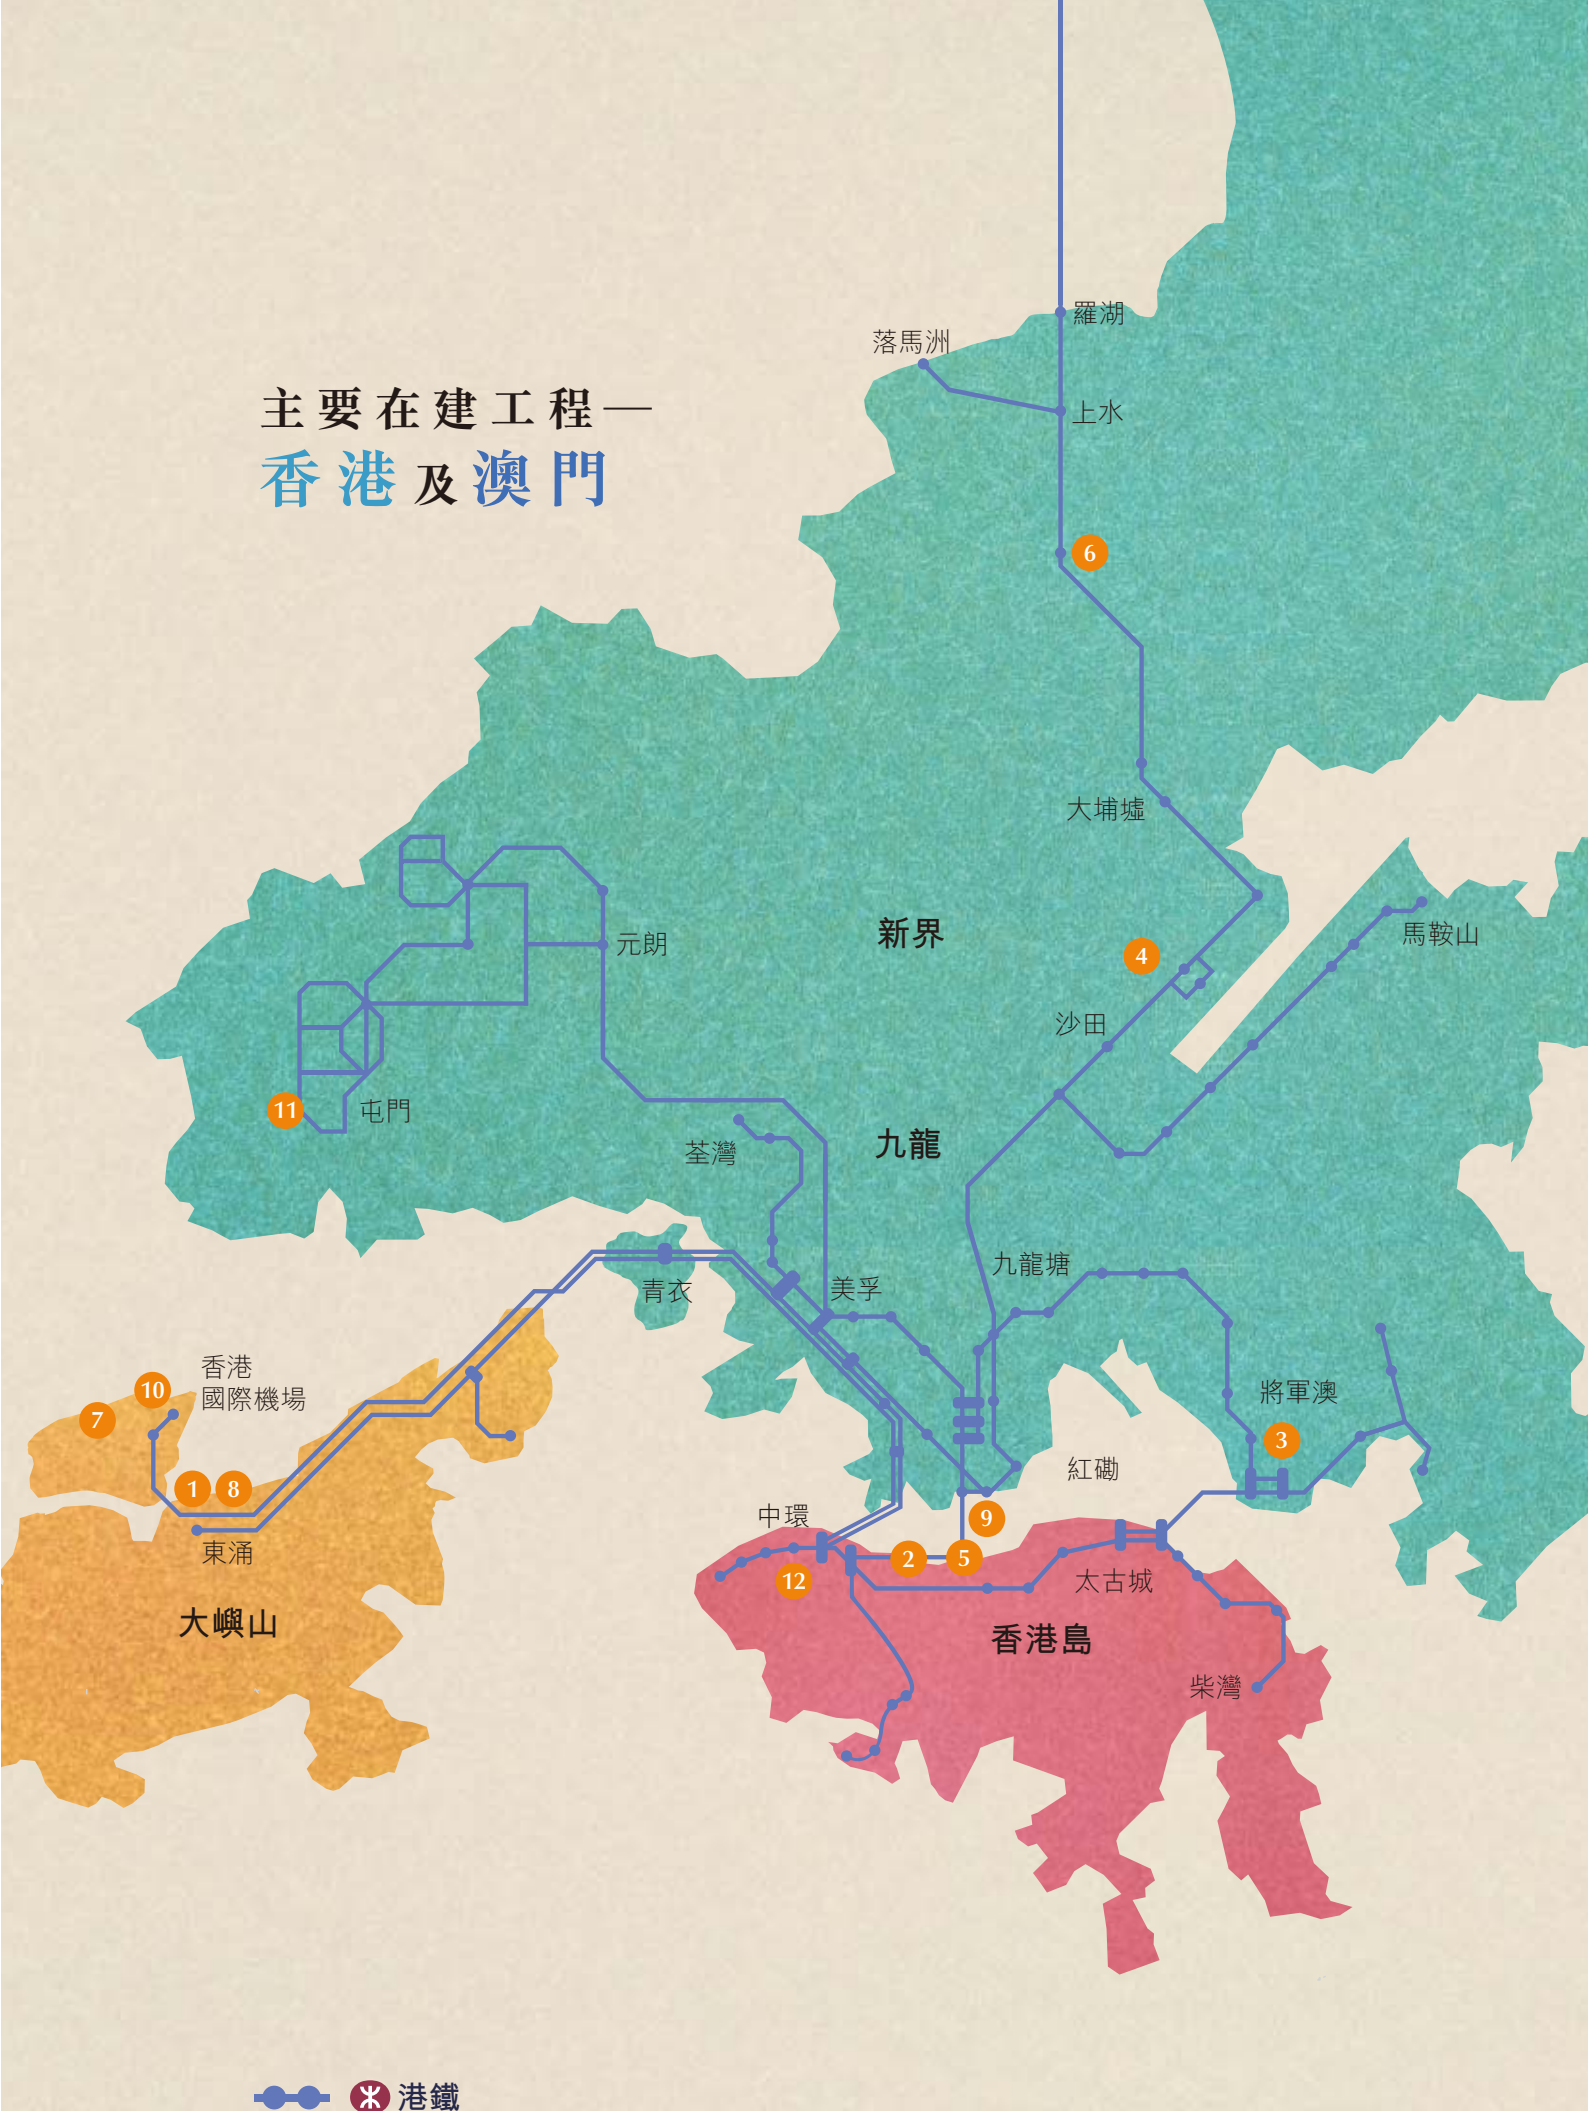 羅湖
落馬洲
主要在建工程—
香港及澳門
上水
6
大埔墟
新界
馬鞍山
元朗
4
沙田
11
屯門
九龍
荃灣
九龍塘
青衣
美孚
香港
國際機場
10
7
將軍澳
3
紅磡
1
8
中環
9
東涌
2
5
12
太古城
大嶼山
香港島
柴灣
港鐵